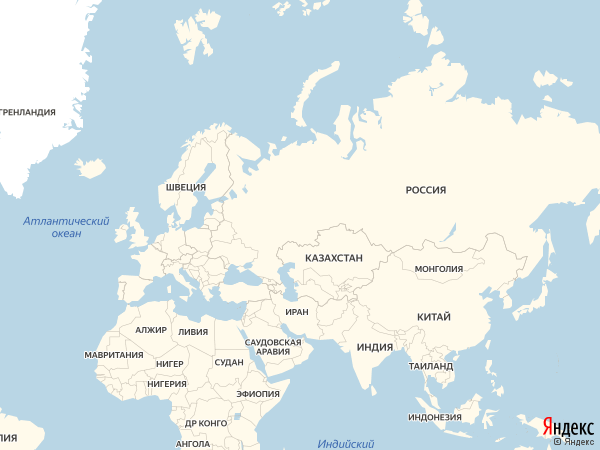 ГРЕНЛАНДИЯ
ШВЕЦИЯ
РОССИЯ
Атлантический
океан
КАЗАХСТАН
МОНГОЛИЯ
ИРАН
КИТАЙ
АЛЖИР
ЛИВИЯ
САУДОВСКАЯ
АРАВИЯ
ИНДИЯ
МАВРИТАНИЯ
НИГЕР
СУДАН
ТАИЛАНД
НИГЕРИЯ
ЭФИОПИЯ
ДР КОНГО
ИНДОНЕЗИЯ
АНГОЛА
Индийский
ЛИЯ
Яндекс
© Яндекс